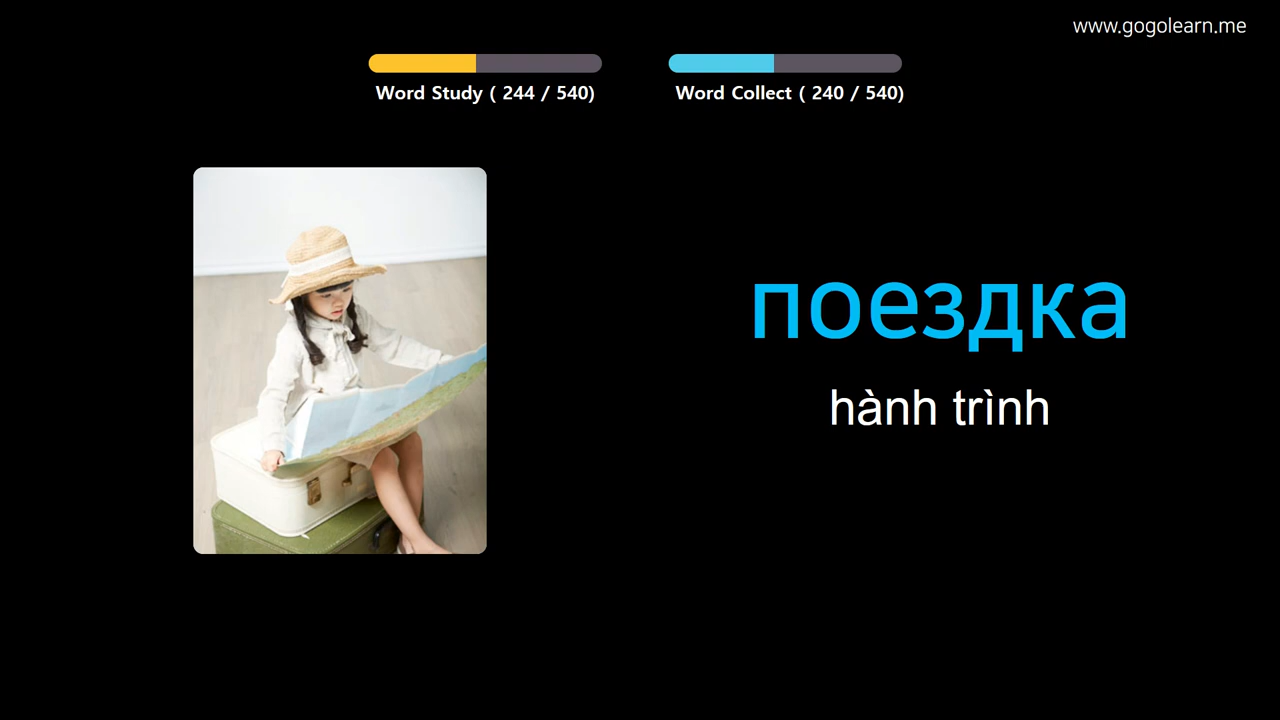 www.gogolearn.me
Word Study ( 244 / 540)
Word Collect ( 240 / 540)
поездка
hành trình